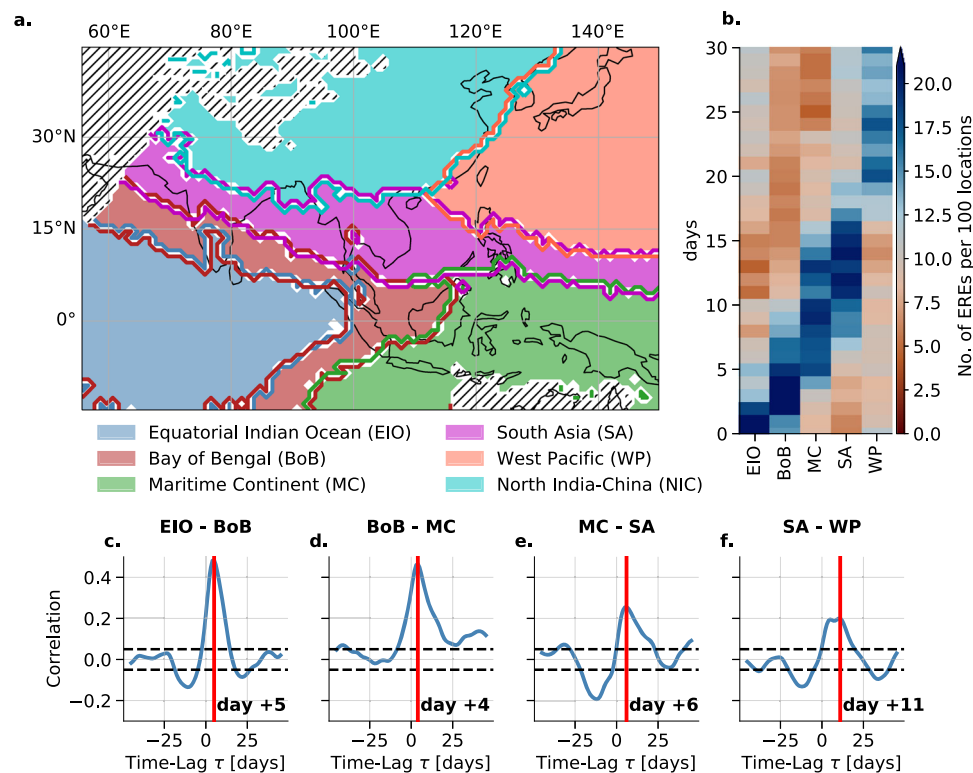 a.
60°E 80°E 100°E 120°E 140°E
30°N
15°N
0°
Equatorial Indian Ocean (EIO)
Bay of Bengal (BoB)
Maritime Continent (MC)
South Asia (SA)
West Pacific (WP)
North India-China (NIC)
b.
30
25
20
15
10
5
0
days
EIO BoB MC SA WP
20.0
17.5
15.0
12.5
10.0
7.5
5.0
2.5
0.0
No. of EREs per 100 locations
EIO - BoB
c.
0.4
0.2
0.0
−0.2
Correlation
day +5
−25 0 25
Time-Lag τ [days]
BoB - MC
d.
day +4
−25 0 25
Time-Lag τ [days]
MC - SA
e.
day +6
−25 0 25
Time-Lag τ [days]
SA - WP
f.
day +11
−25 0 25
Time-Lag τ [days]